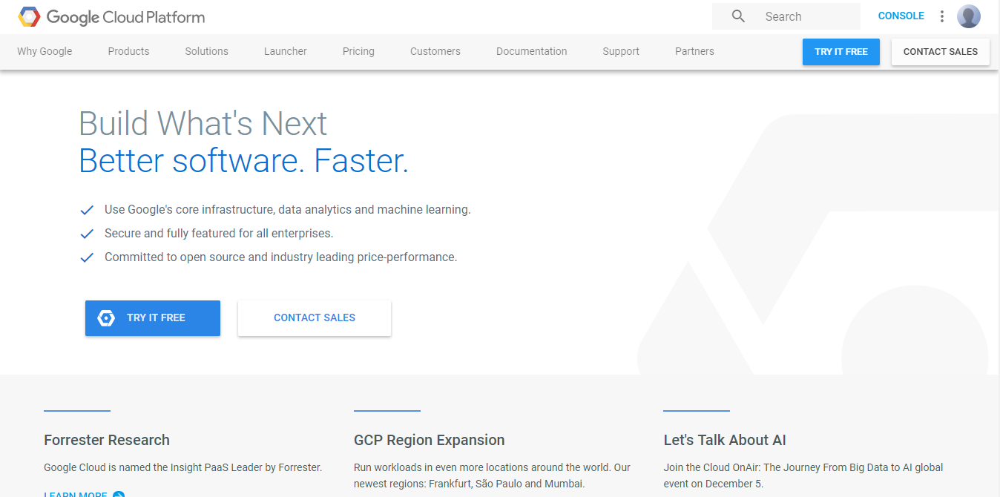 Google Cloud Platform
Search
CONSOLE
Why Google
Products
Solutions
Launcher
Pricing
Customers
Documentation
Support
Partners
TRY IT FREE
CONTACT SALES
Build What's Next
Better software. Faster.
Use Google's core infrastructure, data analytics and machine learning.
Secure and fully featured for all enterprises.
Committed to open source and industry leading price-performance.
TRY IT FREE
CONTACT SALES
Forrester Research
Google Cloud is named the Insight PaaS Leader by Forrester.
LEARN MORE
GCP Region Expansion
Run workloads in even more locations around the world. Our
newest regions: Frankfurt, São Paulo and Mumbai.
Let's Talk About AI
Join the Cloud OnAir: The Journey From Big Data to AI global
event on December 5.